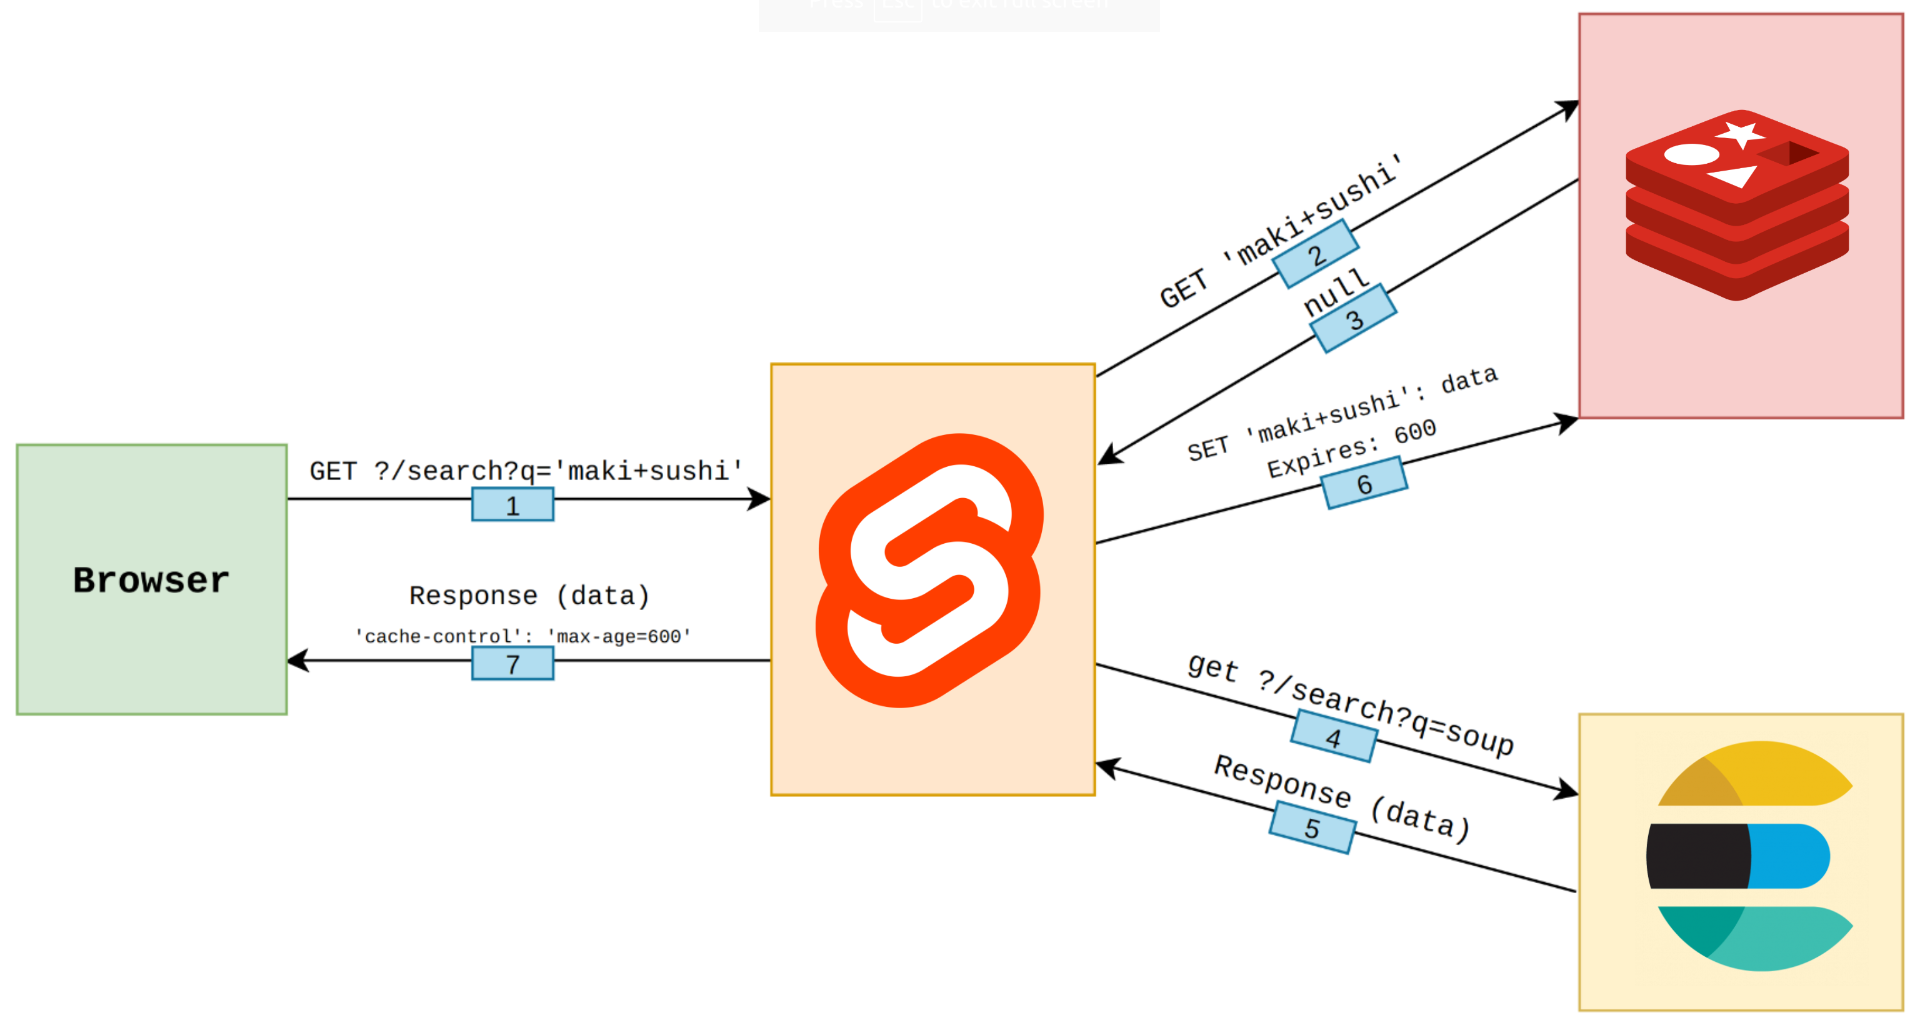 Press Esc to exit full screen
GET 'maki+sushi'
2
null
3
SET 'maki+sushi': data
Expires: 600
6
GET ?/search?q='maki+sushi'
1
Browser
Response (data)
'cache-control': 'max-age=600'
7
get ?/search?q=soup
4
Response (data)
5